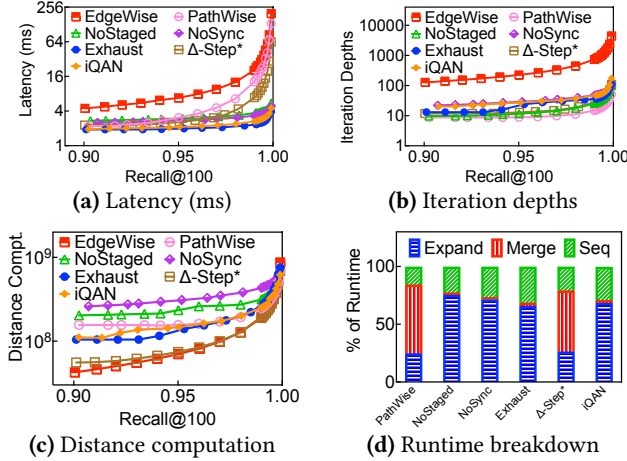 Latency (ms)
256
64
16
4
1
EdgeWise
PathWise
NoStaged
NoSync
Exhaust
Δ-Step*
iQAN
0.90
0.95
1.00
Recall@100
(a) Latency (ms)
Iteration Depths
10000
1000
100
10
1
EdgeWise
PathWise
NoStaged
NoSync
Exhaust
Δ-Step*
iQAN
0.90
0.95
1.00
Recall@100
(b) Iteration depths
Distance Compt.
10⁹
10⁸
EdgeWise
PathWise
NoStaged
NoSync
Exhaust
Δ-Step*
iQAN
0.90
0.95
1.00
Recall@100
(c) Distance computation
% of Runtime
100
50
0
Expand
Merge
Seq
PathWise
NoStaged
NoSync
Exhaust
Δ-Step*
iQAN
(d) Runtime breakdown